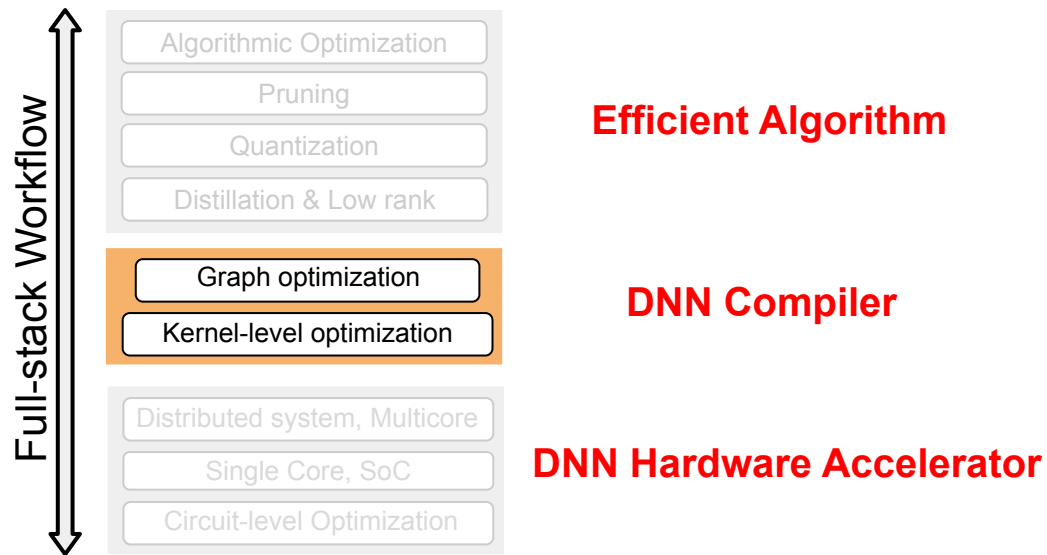 Full-stack Workflow
Algorithmic Optimization
Pruning
Quantization
Distillation & Low rank
Efficient Algorithm
Graph optimization
Kernel-level optimization
DNN Compiler
Distributed system, Multicore
Single Core, SoC
Circuit-level Optimization
DNN Hardware Accelerator